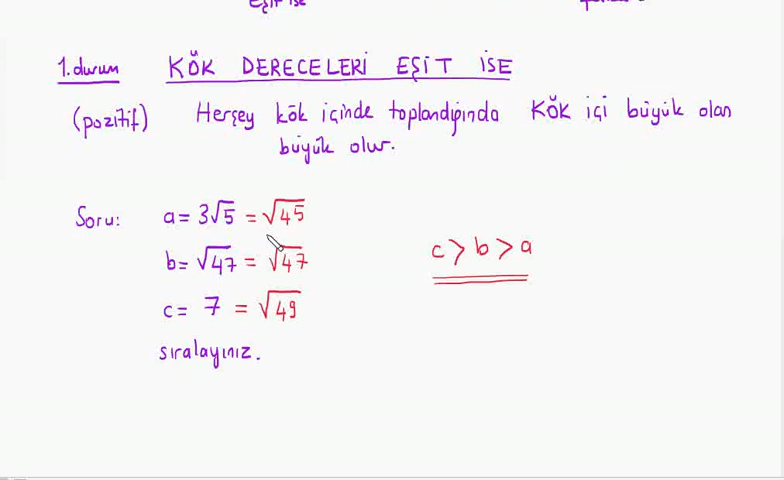 1.durum KÖK DERECELERİ EŞİT İSE
(pozitif) Herşey kök içinde toplandığında KÖK içi büyük olan
büyük olur.
Soru: a= 3√5 = √45
b= √47 = √47
c>b>a
c= 7 = √49
sıralayınız.